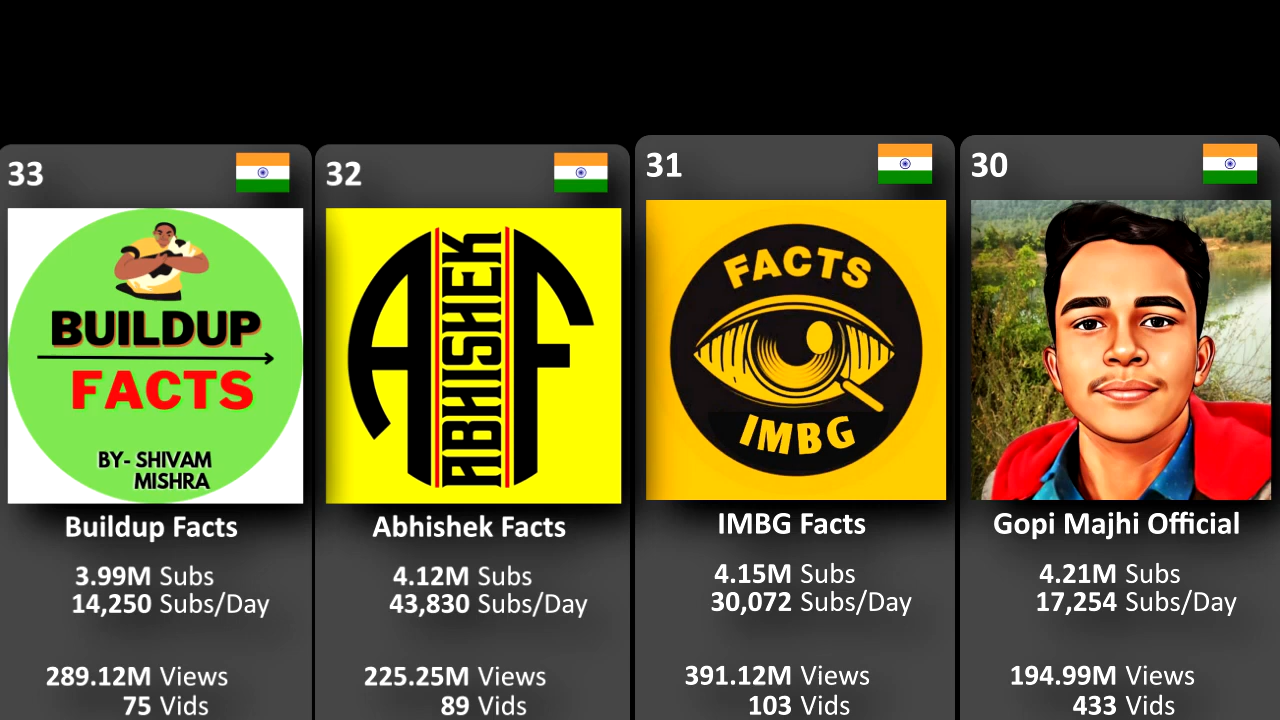 33
BUILDUP
FACTS
BY- SHIVAM
MISHRA
Buildup Facts
3.99M Subs
14,250 Subs/Day
289.12M Views
75 Vids
32
A ABHISHEK F
Abhishek Facts
4.12M Subs
43,830 Subs/Day
225.25M Views
89 Vids
31
FACTS
IMBG
IMBG Facts
4.15M Subs
30,072 Subs/Day
391.12M Views
103 Vids
30
Gopi Majhi Official
4.21M Subs
17,254 Subs/Day
194.99M Views
433 Vids